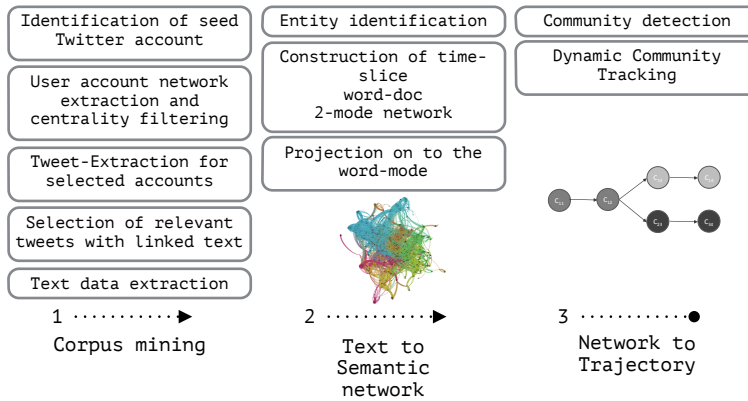 Identification of seed
Twitter account
User account network
extraction and
centrality filtering
Tweet-Extraction for
selected accounts
Selection of relevant
tweets with linked text
Text data extraction
1
Corpus mining
Entity identification
Construction of time-
slice
word-doc
2-mode network
Projection on to the
word-mode
2
Text to
Semantic
network
Community detection
Dynamic Community
Tracking
3
Network to
Trajectory